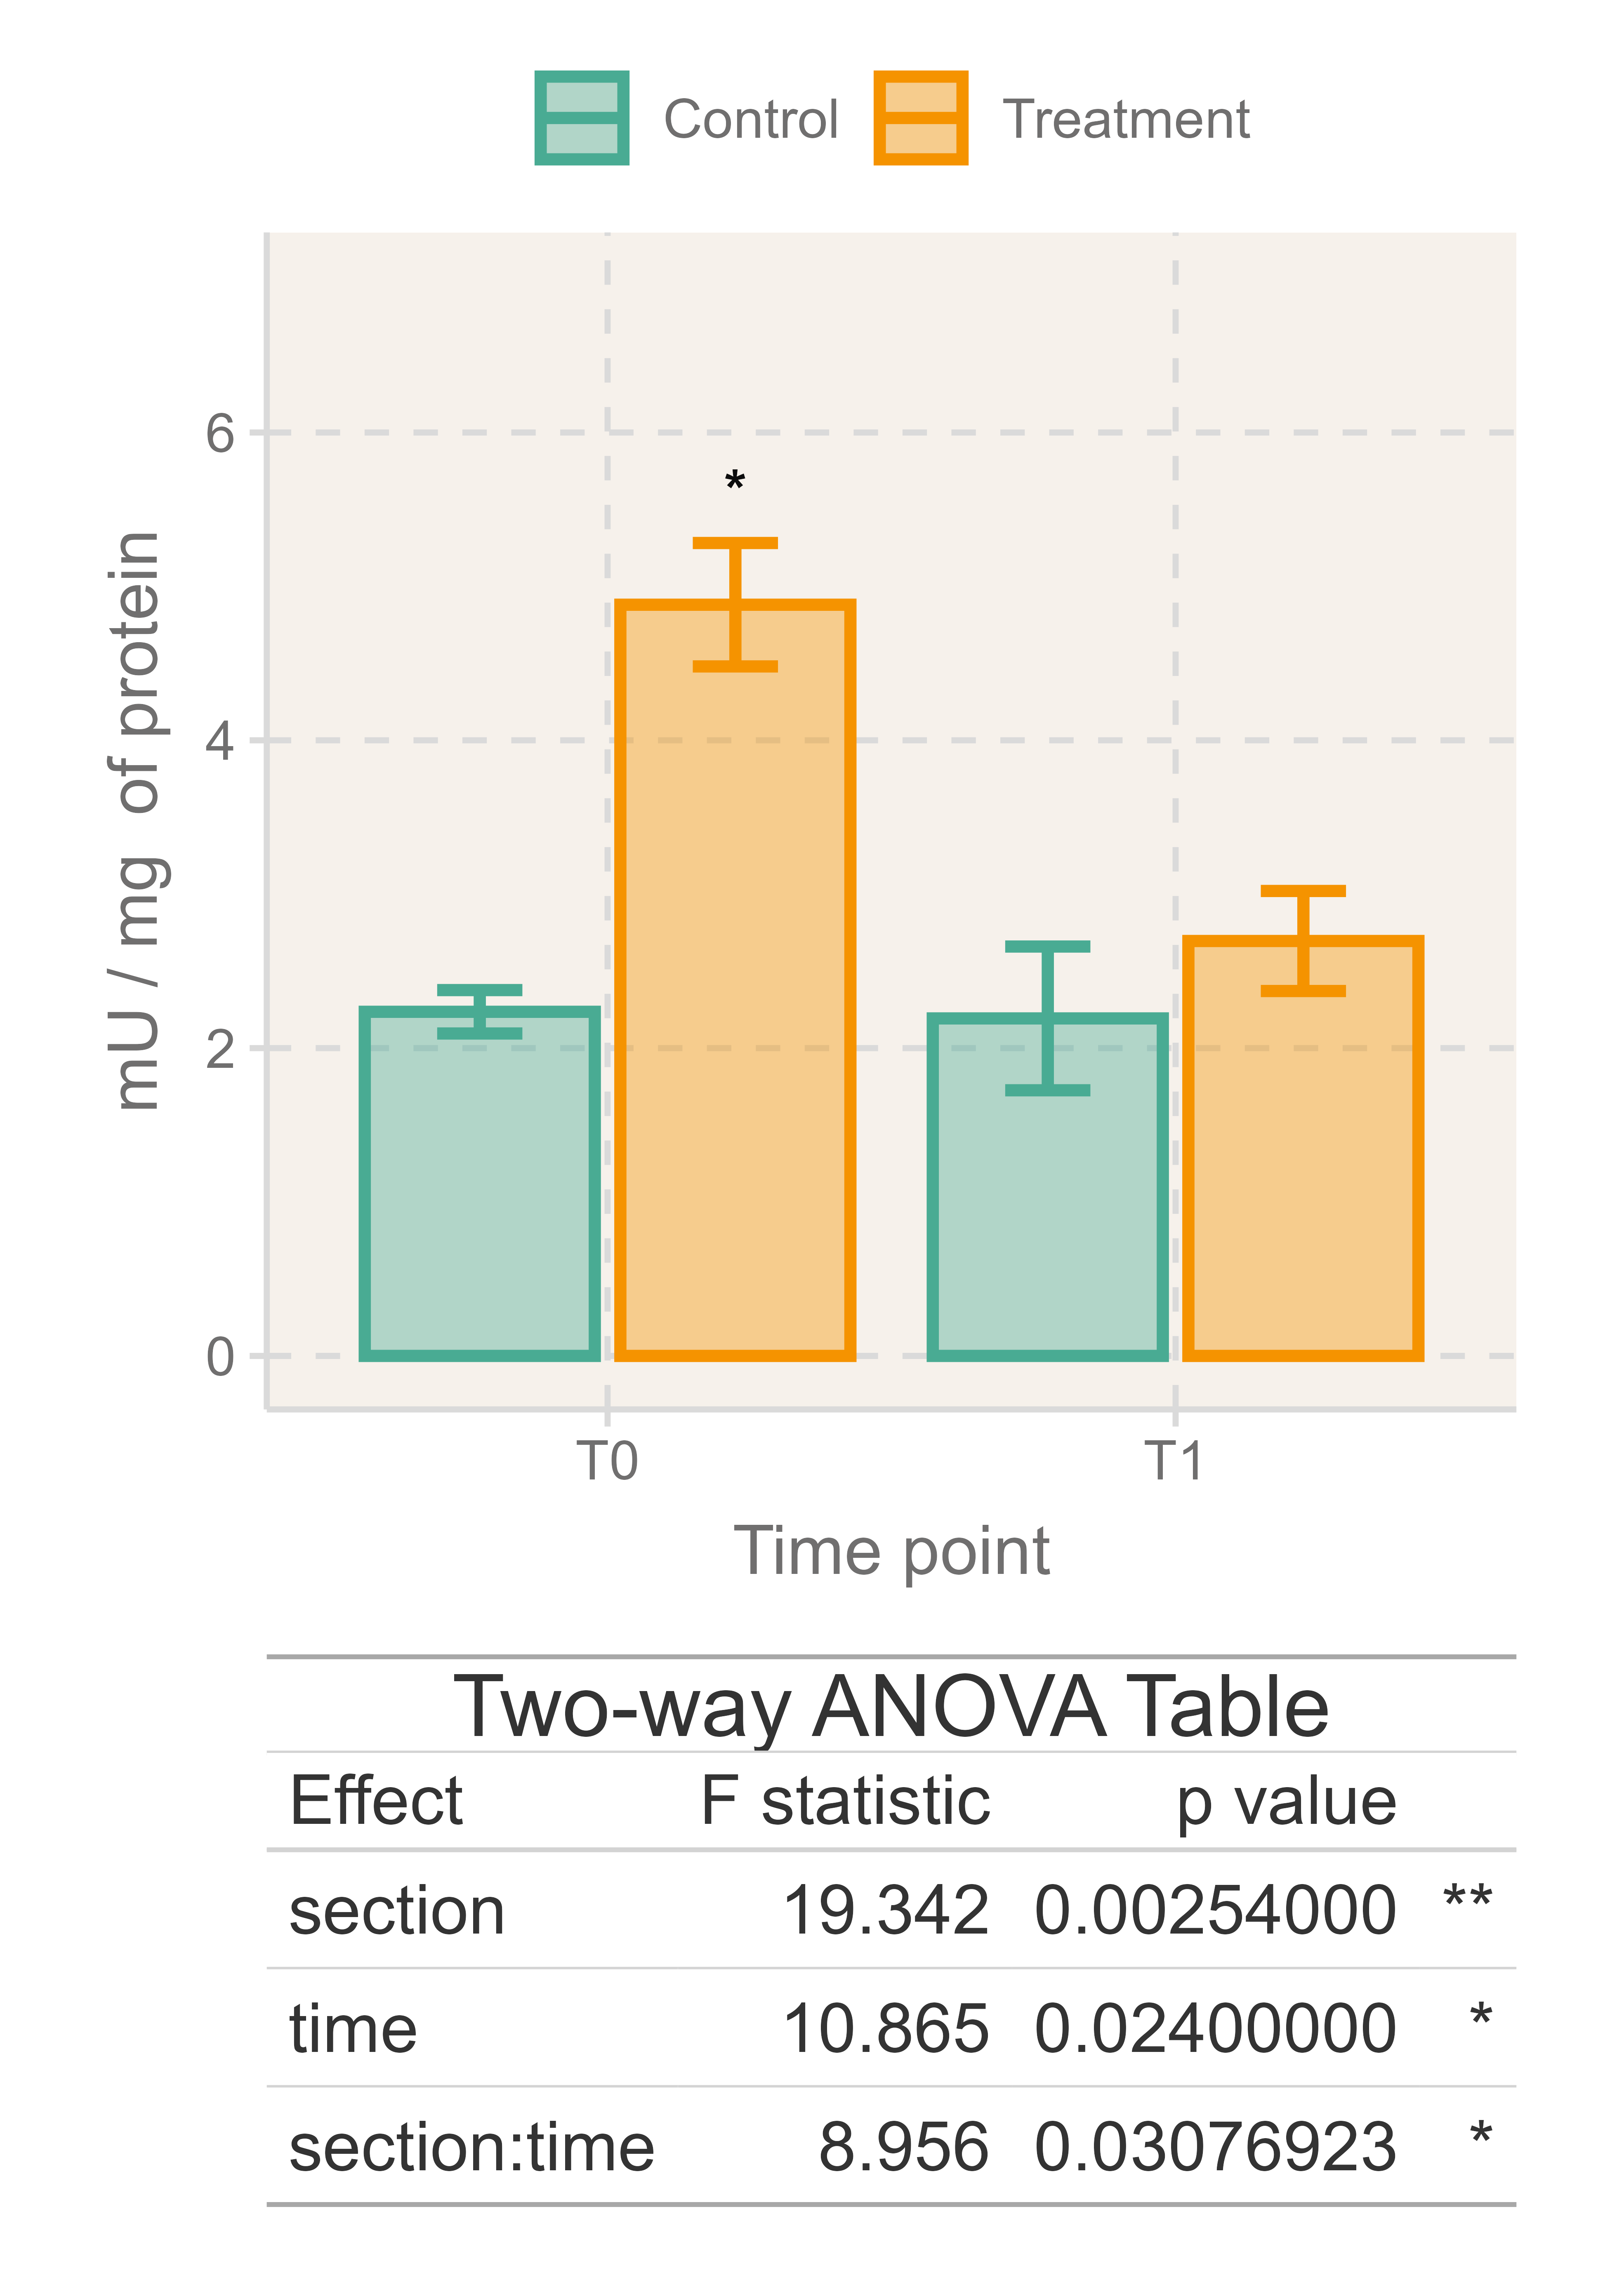 Control Treatment
6
*
4
2
0
mU / mg of protein
T0 T1
Time point
Two-way ANOVA Table
Effect F statistic p value
section 19.342 0.00254000 **
time 10.865 0.02400000 *
section:time 8.956 0.03076923 *